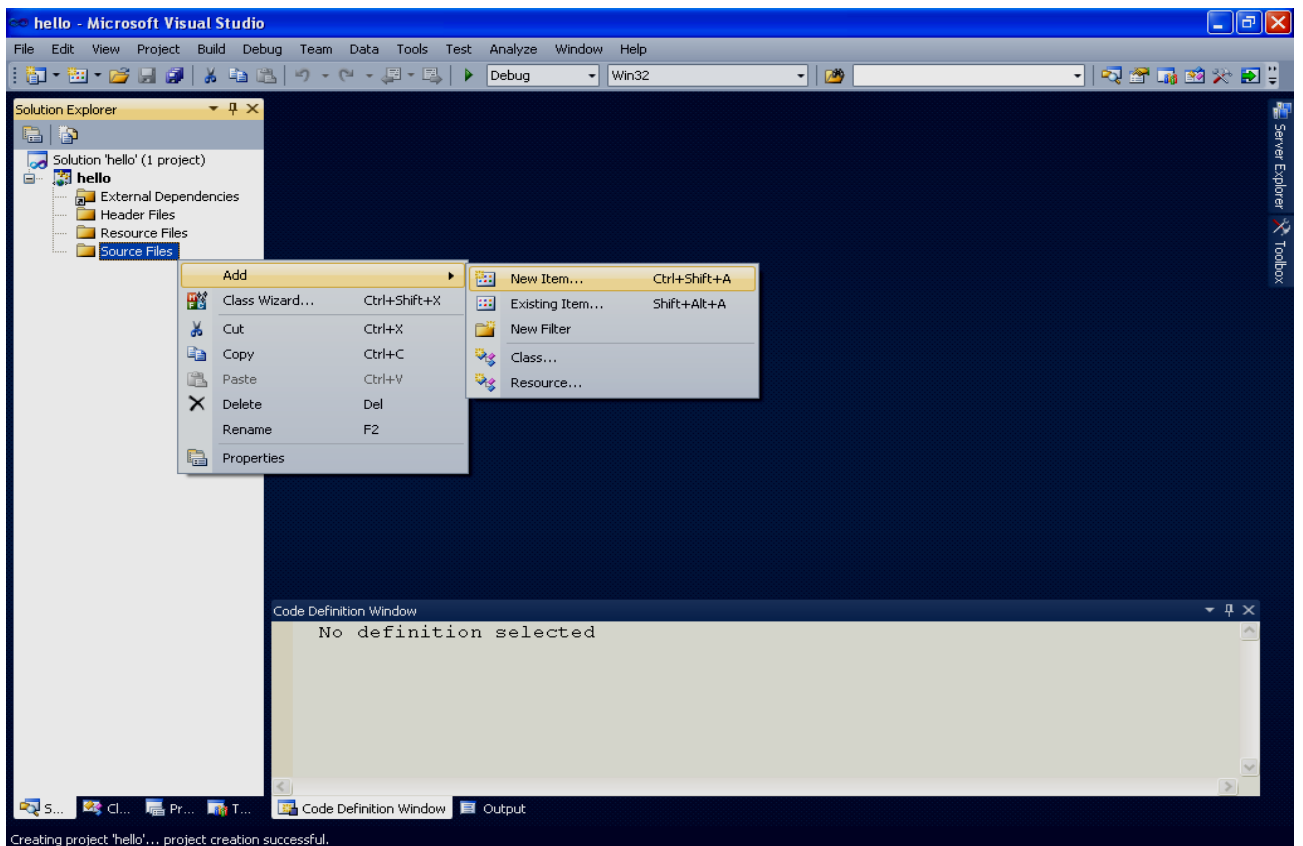 hello - Microsoft Visual Studio
File Edit View Project Build Debug Team Data Tools Test Analyze Window Help
Debug Win32
Solution Explorer
Solution 'hello' (1 project)
hello
External Dependencies
Header Files
Resource Files
Source Files
Add
Class Wizard... Ctrl+Shift+X
Cut Ctrl+X
Copy Ctrl+C
Paste Ctrl+V
Delete Del
Rename F2
Properties
New Item... Ctrl+Shift+A
Existing Item... Shift+Alt+A
New Filter
Class...
Resource...
Server Explorer
Toolbox
Code Definition Window
No definition selected
S... Cl... Pr... T... Code Definition Window Output
Creating project 'hello'... project creation successful.